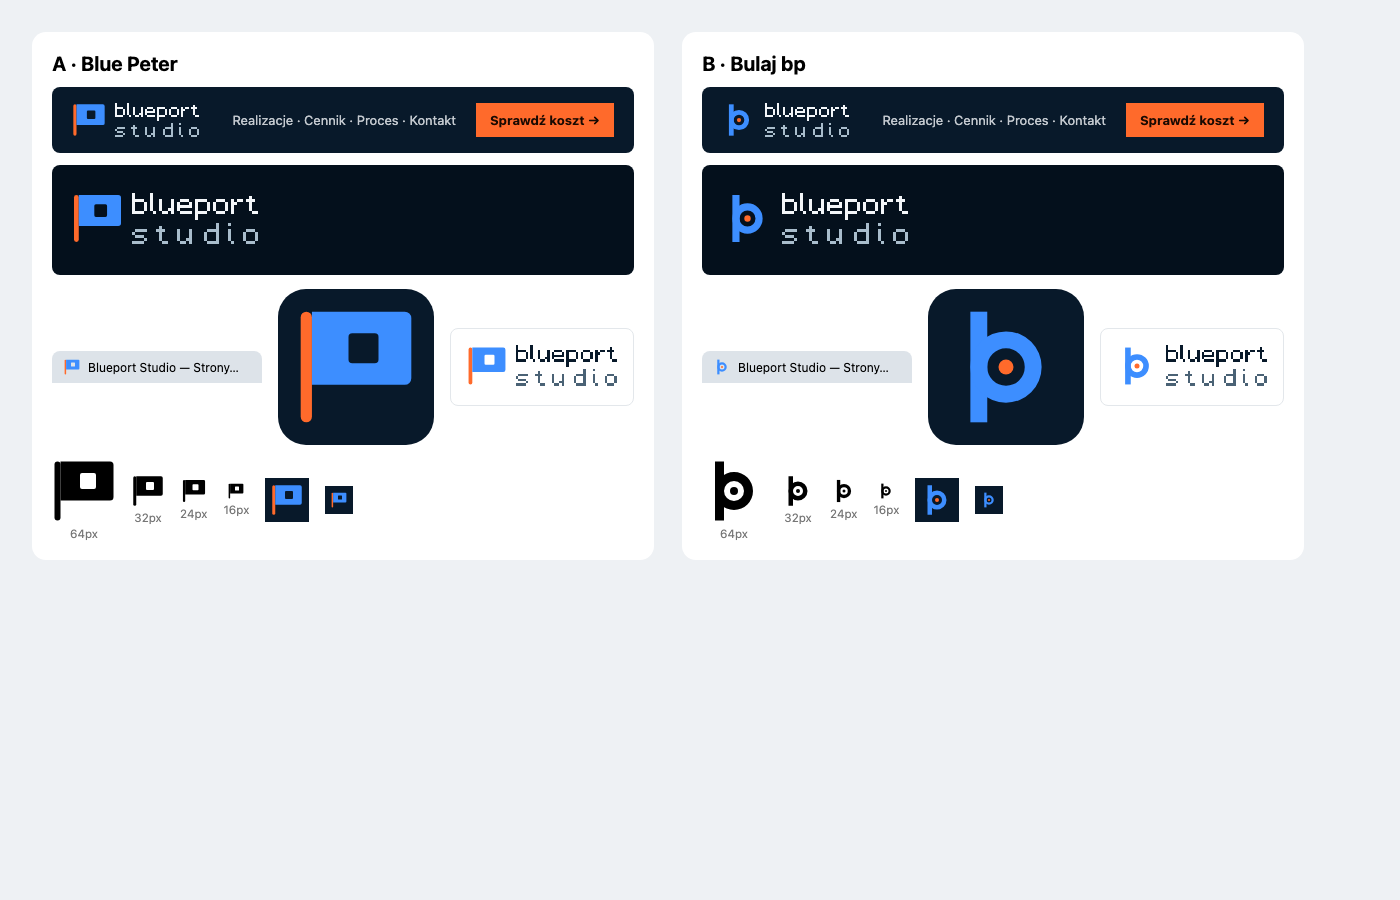 A · Blue Peter
blueport
studio
Realizacje · Cennik · Proces · Kontakt
Sprawdź koszt →
blueport
studio
Blueport Studio — Strony...
blueport
studio
64px
32px
24px
16px
B · Bulaj bp
blueport
studio
Realizacje · Cennik · Proces · Kontakt
Sprawdź koszt →
blueport
studio
Blueport Studio — Strony...
blueport
studio
64px
32px
24px
16px